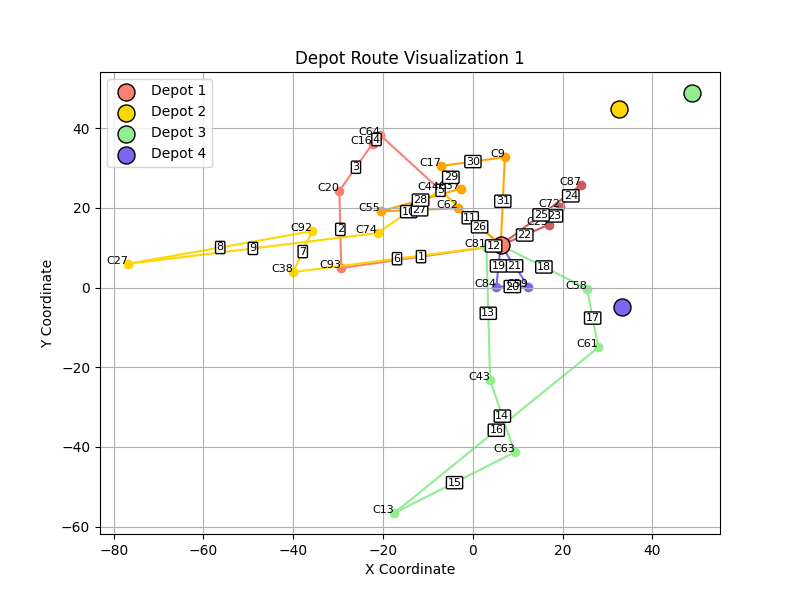 Depot Route Visualization 1
Depot 1
Depot 2
Depot 3
Depot 4
Y Coordinate
40
20
0
−20
−40
−60
−80
−60
−40
−20
0
20
40
X Coordinate
C64
C16
4
C17
30
C9
3
29
C20
C44
5
C87
28
24
C55
27
C62
31
C72
25
23
11
26
C92
2
C74
22
8
9
7
C81
12
C27
6
1
C38
C93
19
21
18
C84
20
C59
C58
13
17
C61
C43
14
16
C63
15
C13